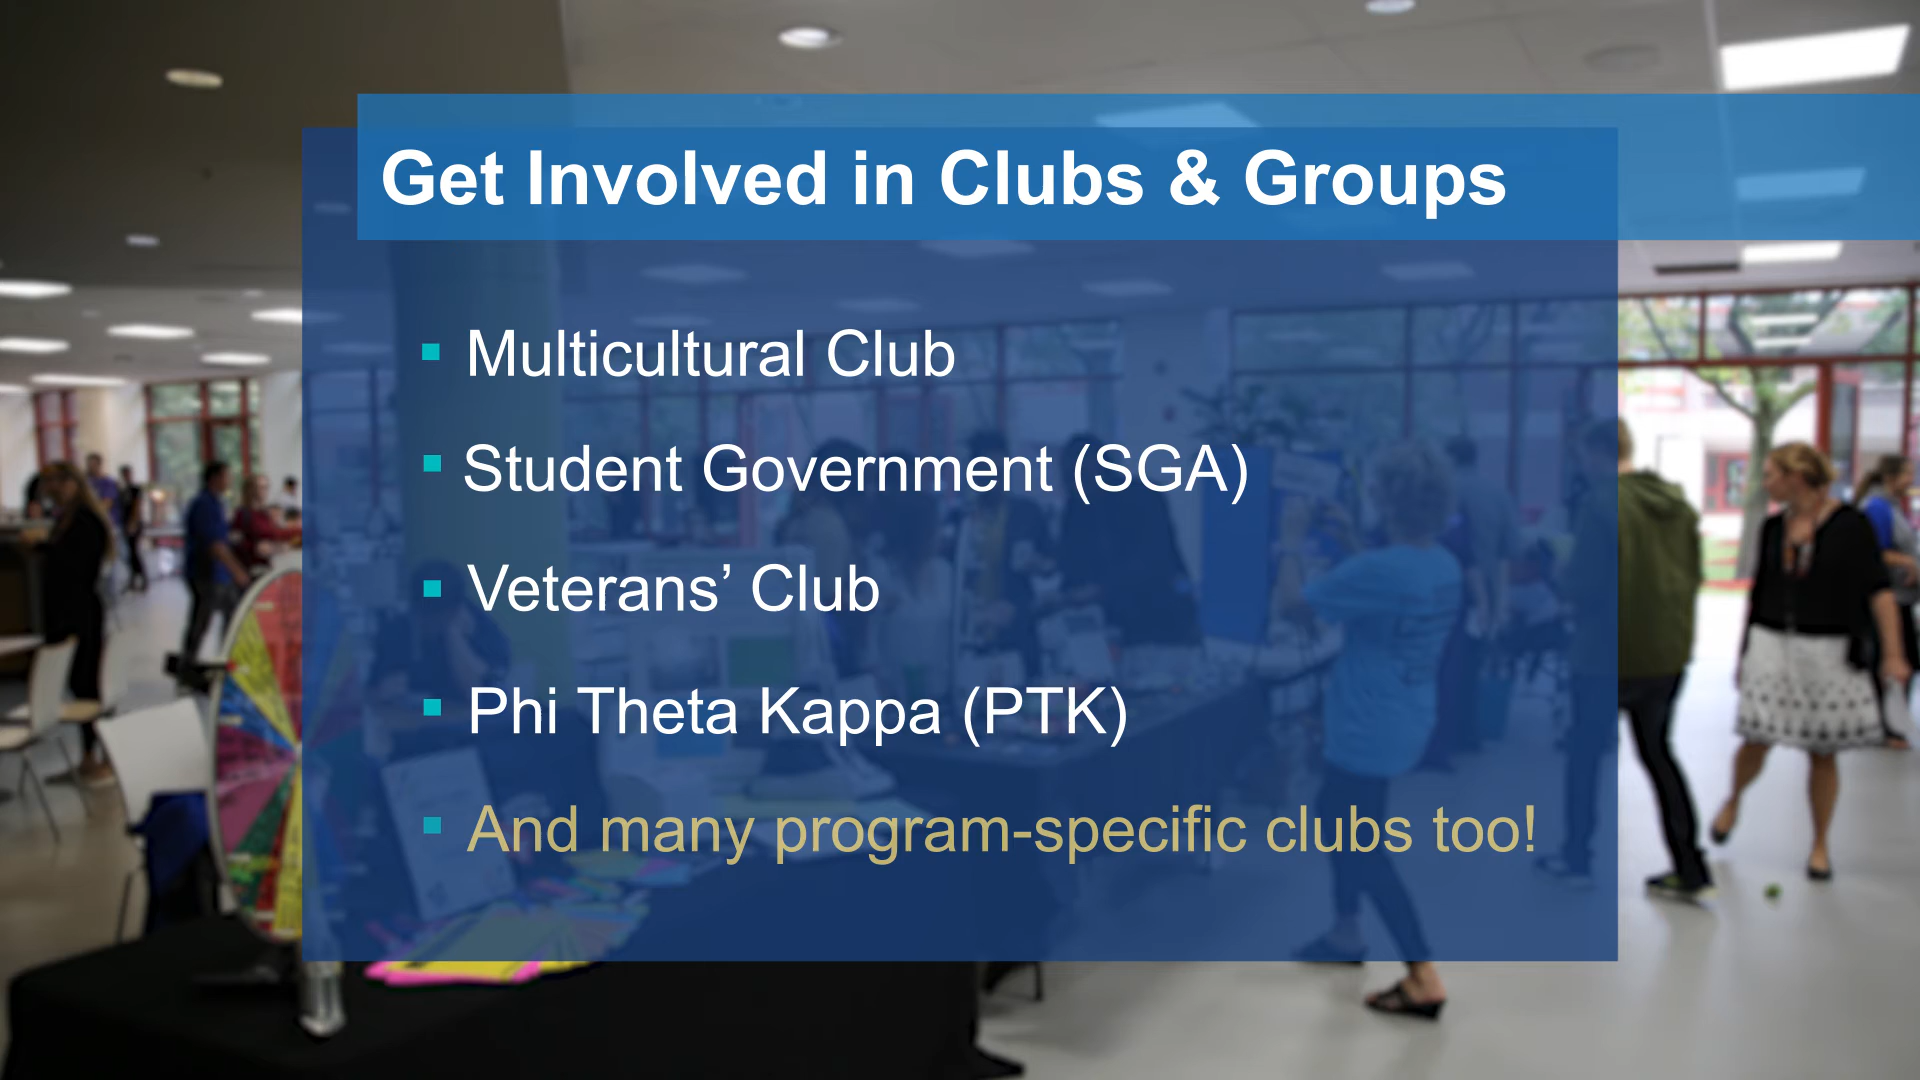 Get Involved in Clubs & Groups
Multicultural Club
Student Government (SGA)
Veterans’ Club
Phi Theta Kappa (PTK)
And many program-specific clubs too!